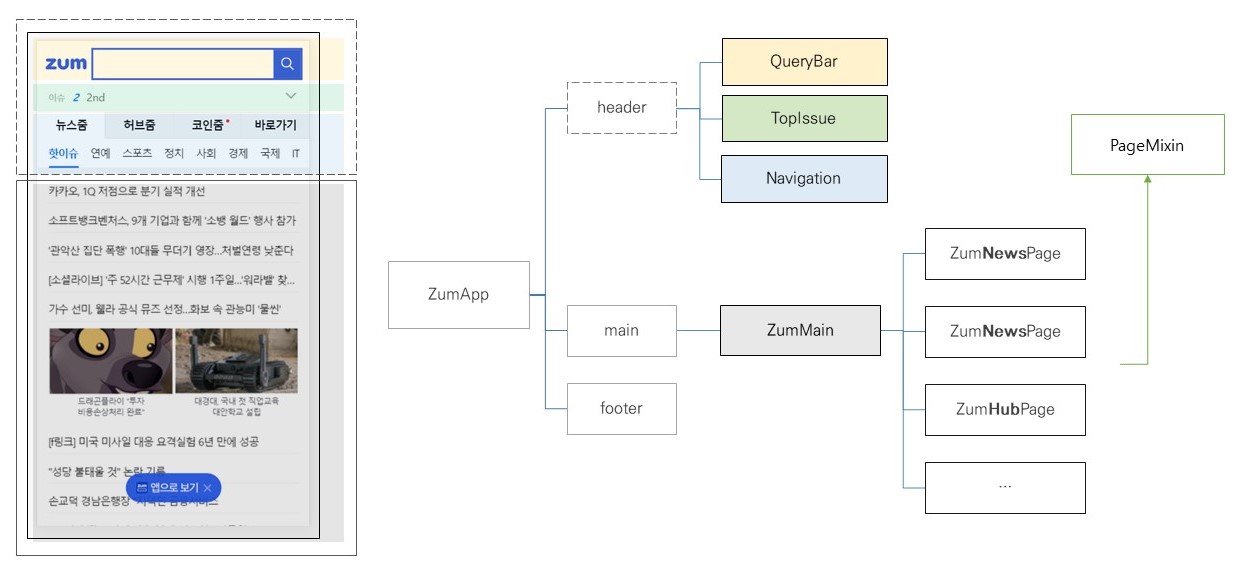 zum
이슈 2 2nd
뉴스줌 허브줌 코인줌 바로가기
핫이슈 연예 스포츠 정치 사회 경제 국제 IT
카카오, 1Q 저점으로 분기 실적 개선
소프트뱅크벤처스, 9개 기업과 함께 '소뱅 월드' 행사 참가
'관악산 집단 폭행' 10대들 무더기 영장...처벌연령 낮춘다
[소셜라이브] '주 52시간 근무제' 시행 1주일...'워라밸' 찾...
가수 선미, 웰라 공식 뮤즈 선정...화보 속 관능미 '물씬'
드래곤플라이 "투자
비용손상처리 완료"
대경대, 국내 첫 직업교육
대안학교 설립
[f링크] 미국 미사일 대응 요격실험 6년 만에 성공
"성당 불태울 것" 논란 기름
앱으로 보기 ×
손교덕 경남은행장
ZumApp
header
main
footer
QueryBar
TopIssue
Navigation
ZumMain
ZumNewsPage
ZumNewsPage
ZumHubPage
...
PageMixin